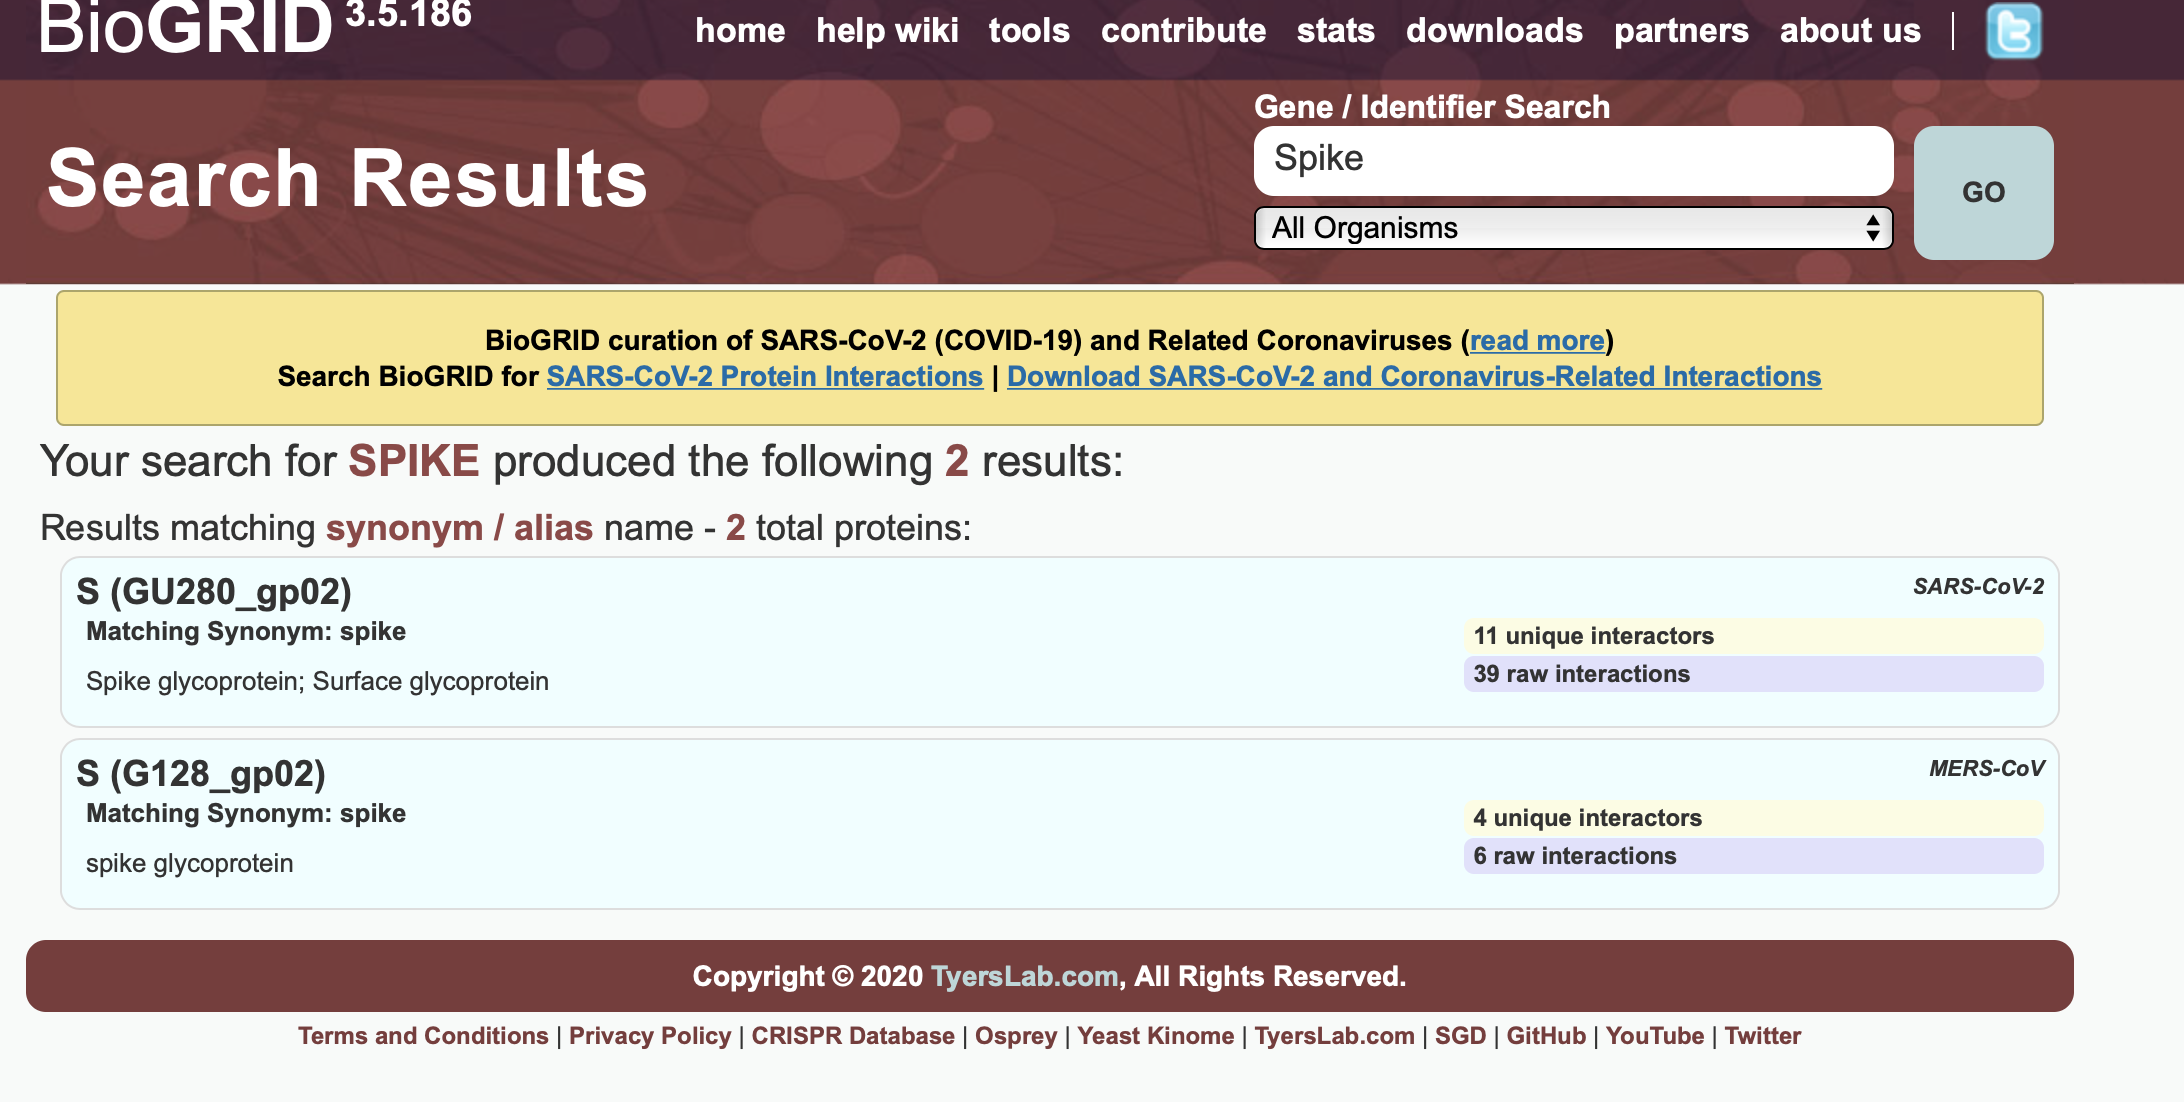 BioGRID 3.5.186
home help wiki tools contribute stats downloads partners about us
Gene / Identifier Search
Search Results
Spike
GO
All Organisms
BioGRID curation of SARS-CoV-2 (COVID-19) and Related Coronaviruses (read more)
Search BioGRID for SARS-CoV-2 Protein Interactions | Download SARS-CoV-2 and Coronavirus-Related Interactions
Your search for SPIKE produced the following 2 results:
Results matching synonym / alias name - 2 total proteins:
S (GU280_gp02)
SARS-CoV-2
Matching Synonym: spike
11 unique interactors
39 raw interactions
Spike glycoprotein; Surface glycoprotein
S (G128_gp02)
MERS-CoV
Matching Synonym: spike
4 unique interactors
6 raw interactions
spike glycoprotein
Copyright © 2020 TyersLab.com, All Rights Reserved.
Terms and Conditions | Privacy Policy | CRISPR Database | Osprey | Yeast Kinome | TyersLab.com | SGD | GitHub | YouTube | Twitter